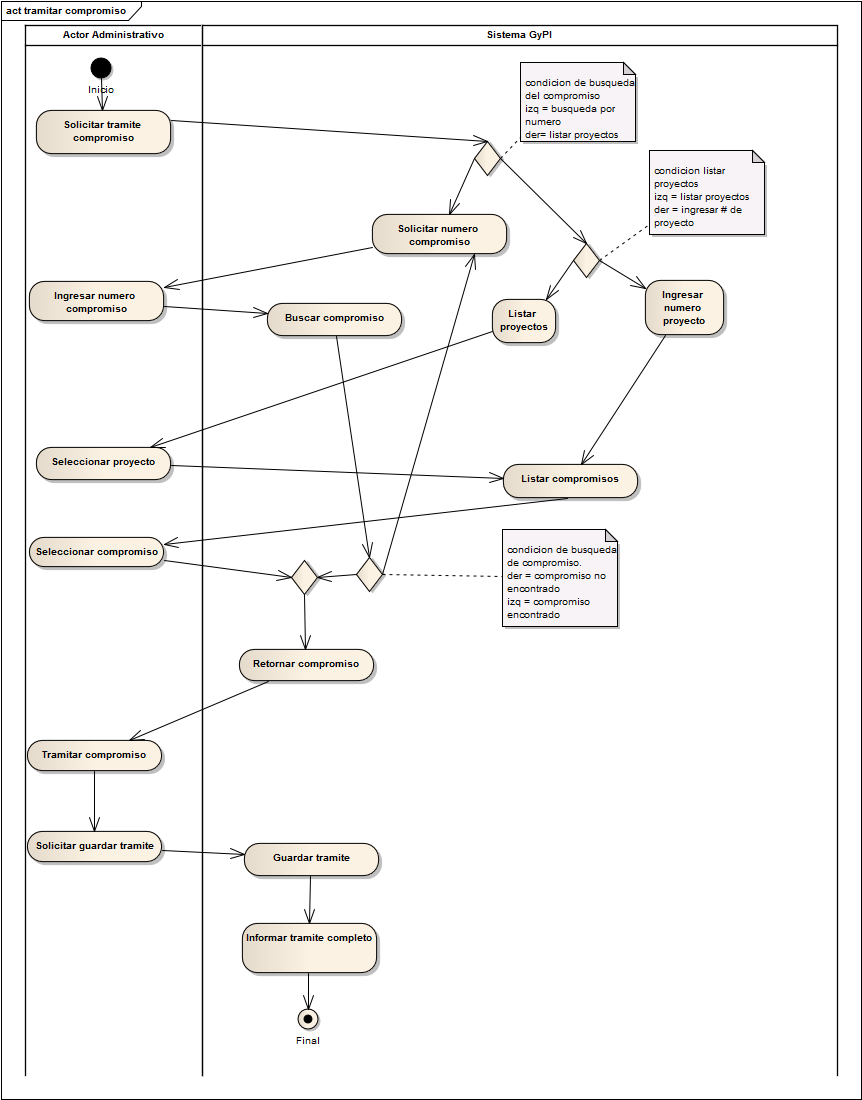 act tramitar compromiso
Actor Administrativo
Sistema GyPI
Inicio
Solicitar tramite
compromiso
condicion de busqueda
del compromiso
izq = busqueda por
numero
der= listar proyectos
condicion listar
proyectos
izq = listar proyectos
der = ingresar # de
proyecto
Solicitar numero
compromiso
Ingresar numero
compromiso
Buscar compromiso
Listar
proyectos
Ingresar
numero
proyecto
Seleccionar proyecto
Listar compromisos
Seleccionar compromiso
condicion de busqueda
de compromiso.
der = compromiso no
encontrado
izq = compromiso
encontrado
Retornar compromiso
Tramitar compromiso
Solicitar guardar tramite
Guardar tramite
Informar tramite completo
Final